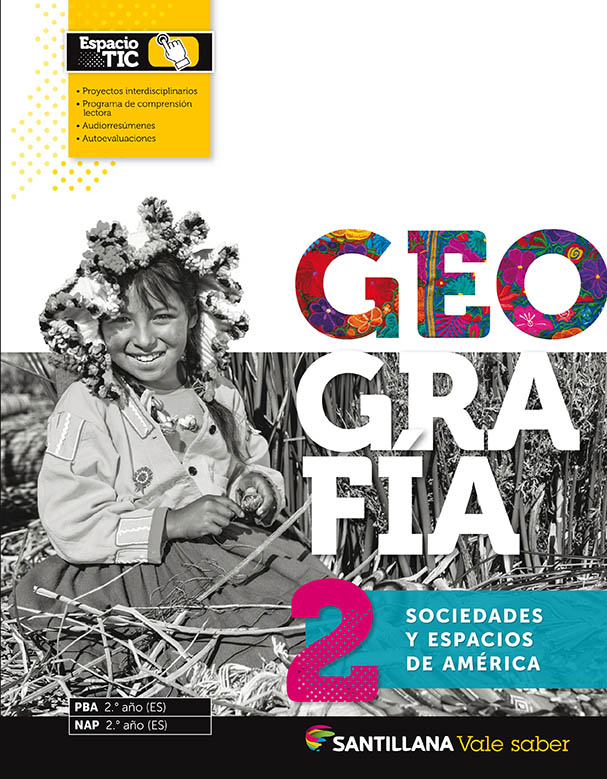 Espacio
TIC
• Proyectos interdisciplinarios
• Programa de comprensión
lectora
• Audiorresúmenes
• Autoevaluaciones
GEO
GRA
FÍA
2
SOCIEDADES
Y ESPACIOS
DE AMÉRICA
PBA 2.° año (ES)
NAP 2.° año (ES)
SANTILLANA Vale saber